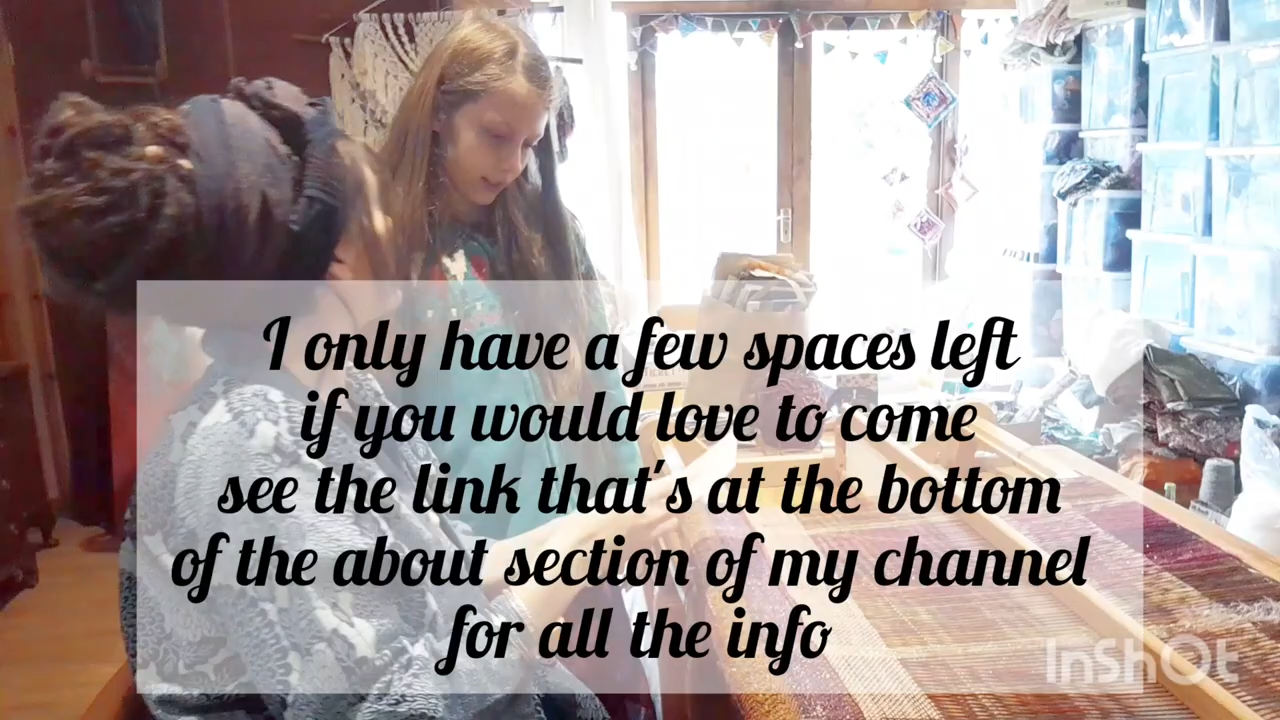 I only have a few spaces left
if you would love to come
see the link that's at the bottom
of the about section of my channel
for all the info
InShOt